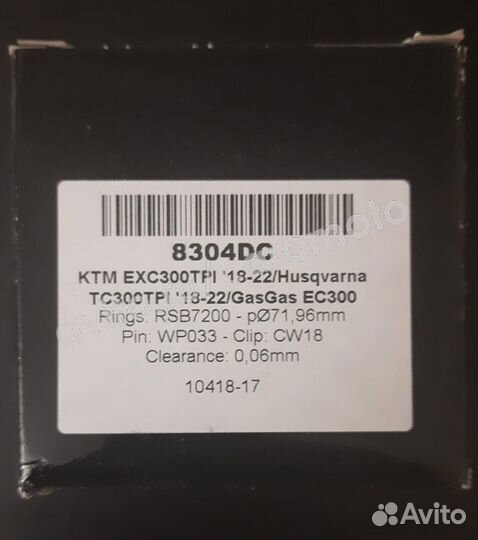 8304DC
KTM EXC300TPI '18-22/Husqvarna
TC300TPI '18-22/GasGas EC300
Rings: RSB7200 - pØ71,96mm
Pin: WP033 - Clip: CW18
Clearance: 0,06mm
10418-17
Avito